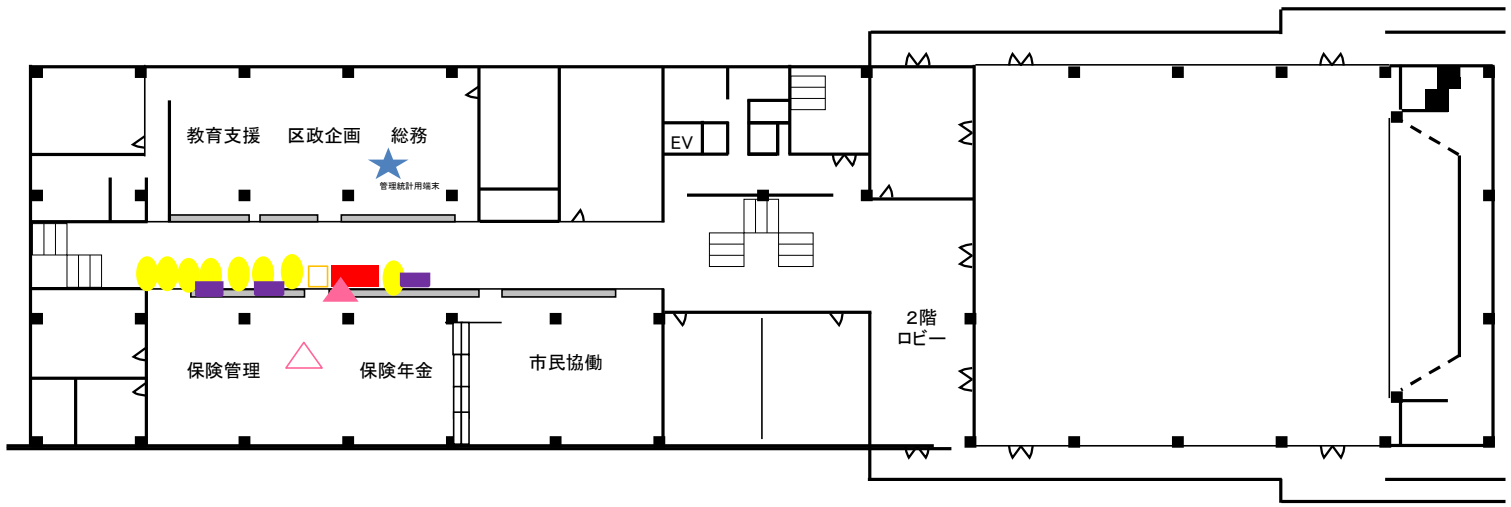 教育支援
区政企画
総務
管理統計用端末
EV
2階
ロビー
保険管理
保険年金
市民協働